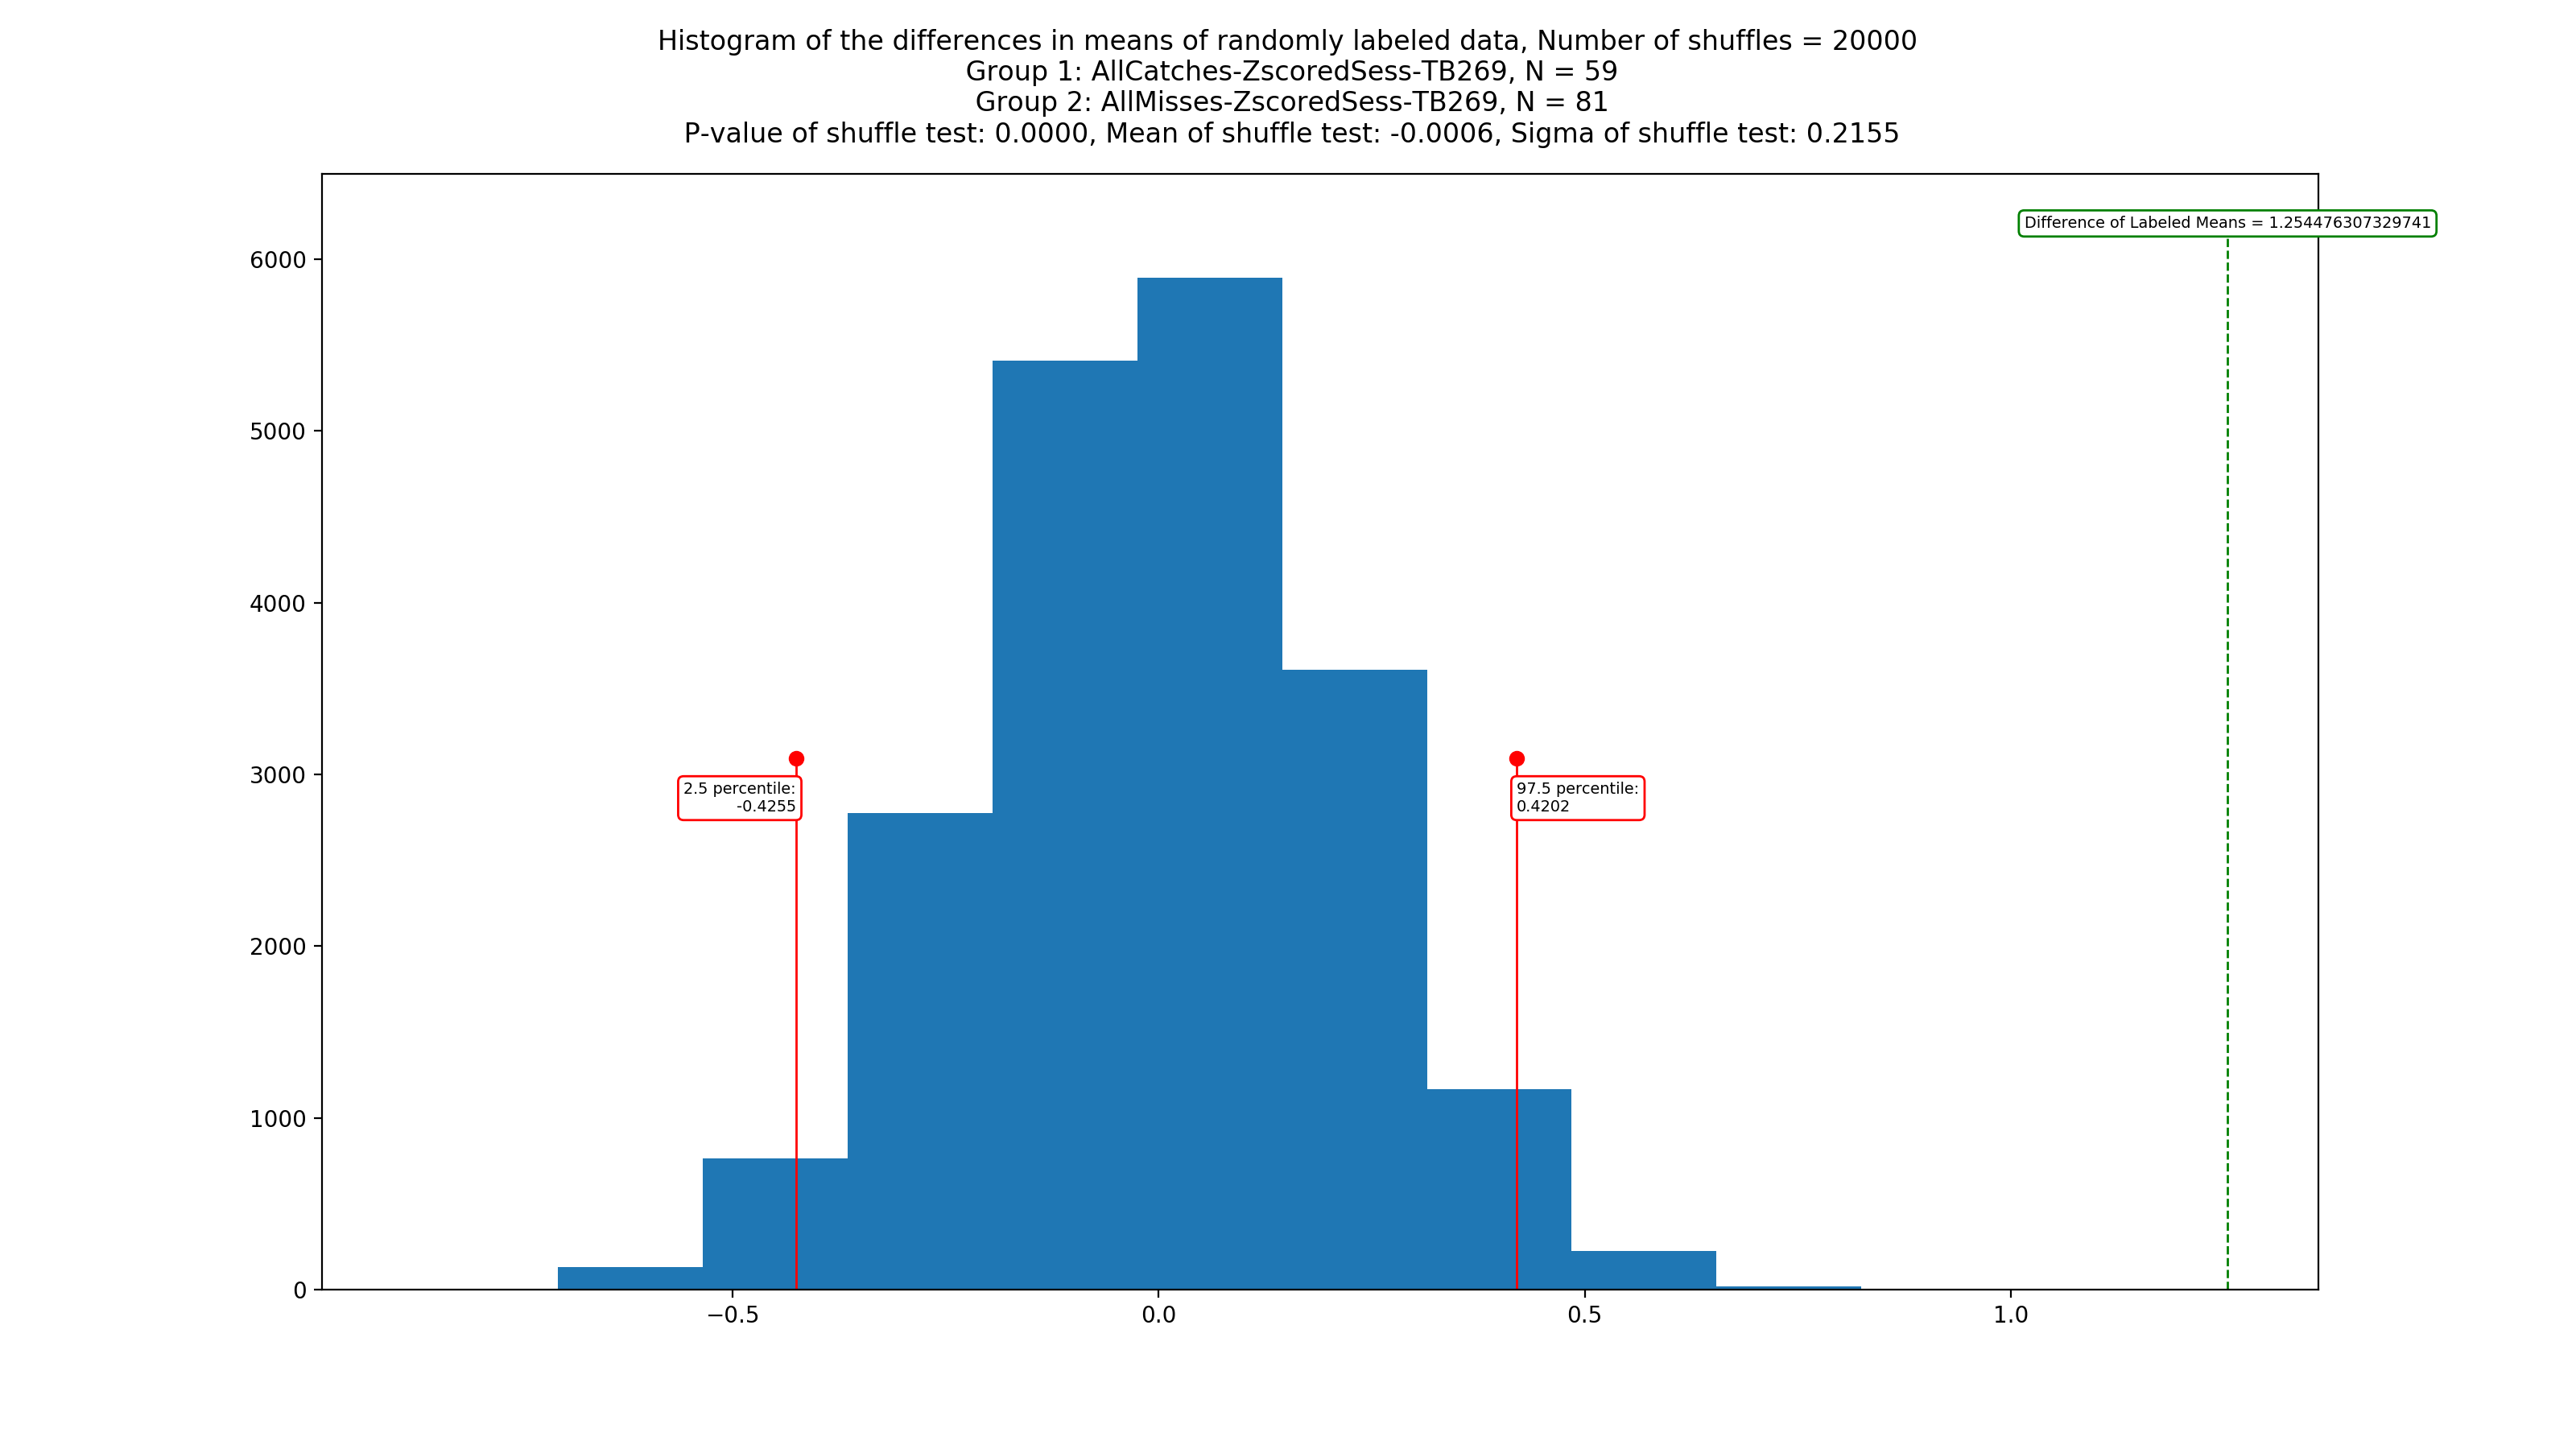 Histogram of the differences in means of randomly labeled data, Number of shuffles = 20000
Group 1: AllCatches-ZscoredSess-TB269, N = 59
Group 2: AllMisses-ZscoredSess-TB269, N = 81
P-value of shuffle test: 0.0000, Mean of shuffle test: -0.0006, Sigma of shuffle test: 0.2155
Difference of Labeled Means = 1.254476307329741
6000
5000
4000
3000
2.5 percentile:
-0.4255
97.5 percentile:
0.4202
2000
1000
0
−0.5
0.0
0.5
1.0